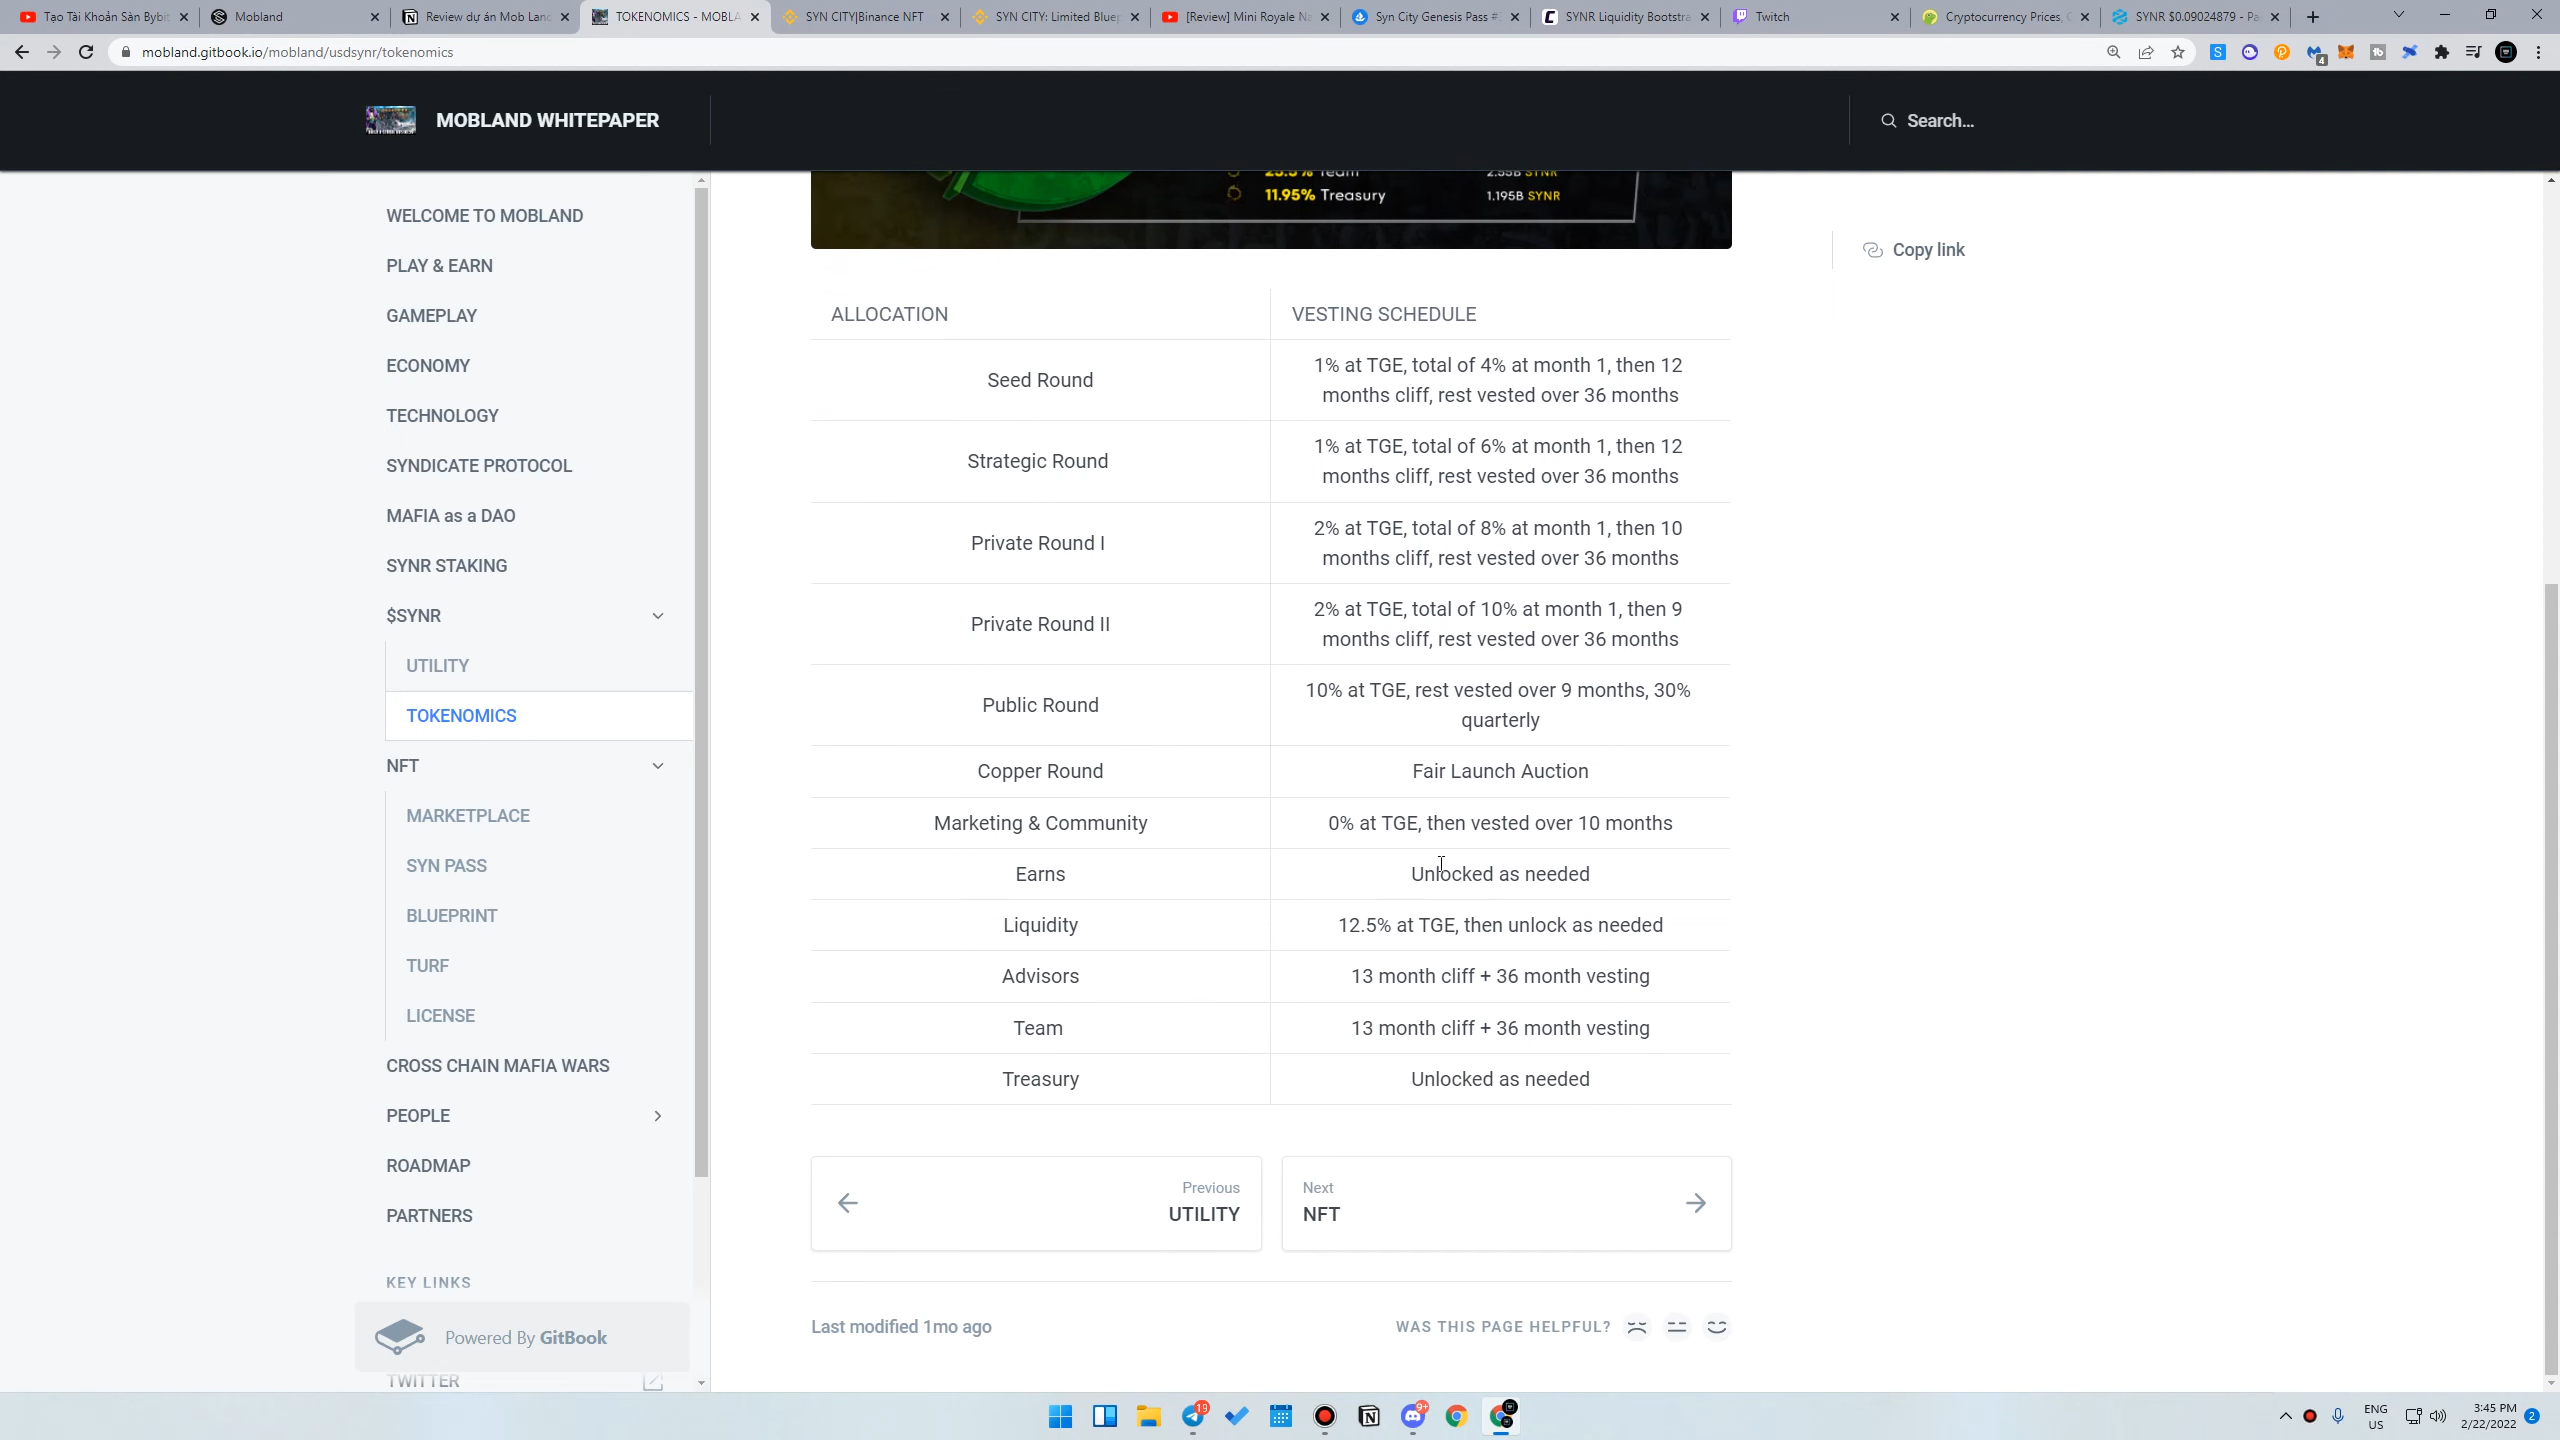 Tạo Tài Khoản Sàn Bybit
Mobland
Review dự án Mob Lanc
TOKENOMICS - MOBLA
SYN CITY|Binance NFT
SYN CITY: Limited Bluep
[Review] Mini Royale Na
Syn City Genesis Pass #
SYNR Liquidity Bootstra
Twitch
Cryptocurrency Prices, C
SYNR $0.09024879 - Pa
mobland.gitbook.io/mobland/usdsynr/tokenomics
4
MOBLAND WHITEPAPER
Search...
WELCOME TO MOBLAND
PLAY & EARN
GAMEPLAY
ECONOMY
TECHNOLOGY
SYNDICATE PROTOCOL
MAFIA as a DAO
SYNR STAKING
$SYNR
UTILITY
TOKENOMICS
NFT
MARKETPLACE
SYN PASS
BLUEPRINT
TURF
LICENSE
CROSS CHAIN MAFIA WARS
PEOPLE
ROADMAP
PARTNERS
KEY LINKS
Powered By GitBook
TWITTER
25.5% Team 2.55B SYNR
11.95% Treasury 1.195B SYNR
Copy link
ALLOCATION VESTING SCHEDULE
Seed Round
1% at TGE, total of 4% at month 1, then 12
months cliff, rest vested over 36 months
Strategic Round
1% at TGE, total of 6% at month 1, then 12
months cliff, rest vested over 36 months
Private Round I
2% at TGE, total of 8% at month 1, then 10
months cliff, rest vested over 36 months
Private Round II
2% at TGE, total of 10% at month 1, then 9
months cliff, rest vested over 36 months
Public Round
10% at TGE, rest vested over 9 months, 30%
quarterly
Copper Round Fair Launch Auction
Marketing & Community 0% at TGE, then vested over 10 months
Earns Unlocked as needed
Liquidity 12.5% at TGE, then unlock as needed
Advisors 13 month cliff + 36 month vesting
Team 13 month cliff + 36 month vesting
Treasury Unlocked as needed
Previous
UTILITY
Next
NFT
Last modified 1mo ago
WAS THIS PAGE HELPFUL?
19
9+
ENG
US
3:45 PM
2/22/2022
2